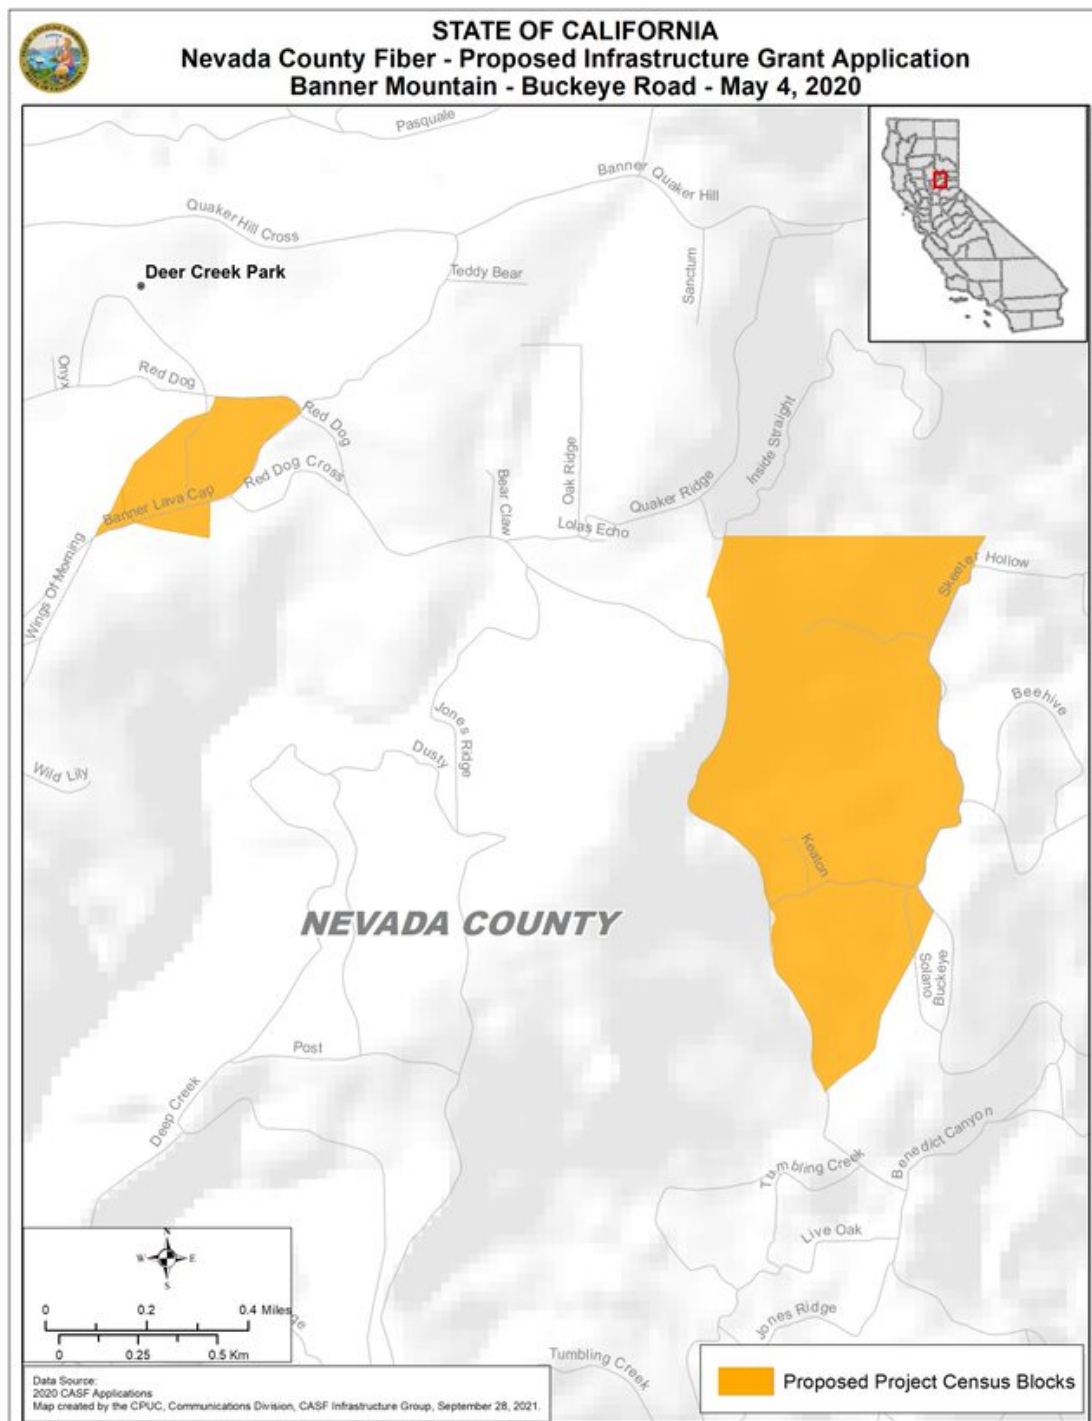 STATE OF CALIFORNIA
Nevada County Fiber - Proposed Infrastructure Grant Application
Banner Mountain - Buckeye Road - May 4, 2020
Pasquale
Banner Quaker Hill
Quaker Hill Cross
Deer Creek Park
Teddy Bear
Sanctum
Onyx
Red Dog
Red Dog
Inside Straight
Red Dog Cross
Bear Claw
Oak Ridge
Quaker Ridge
Banner Lava Cap
Lolas Echo
Wings Of Morning
Skeeter Hollow
Beehive
Jones Ridge
Dusty
Wild Lily
Keaton
NEVADA COUNTY
Solano
Buckeye
Post
Deep Creek
Benedict Canyon
Tumbling Creek
Live Oak
N
W E
S
0 0.2 0.4 Miles
0 0.25 0.5 Km
Jones Ridge
Tumbling Creek
Proposed Project Census Blocks
Data Source:
2020 CASF Applications
Map created by the CPUC, Communications Division, CASF Infrastructure Group, September 28, 2021.